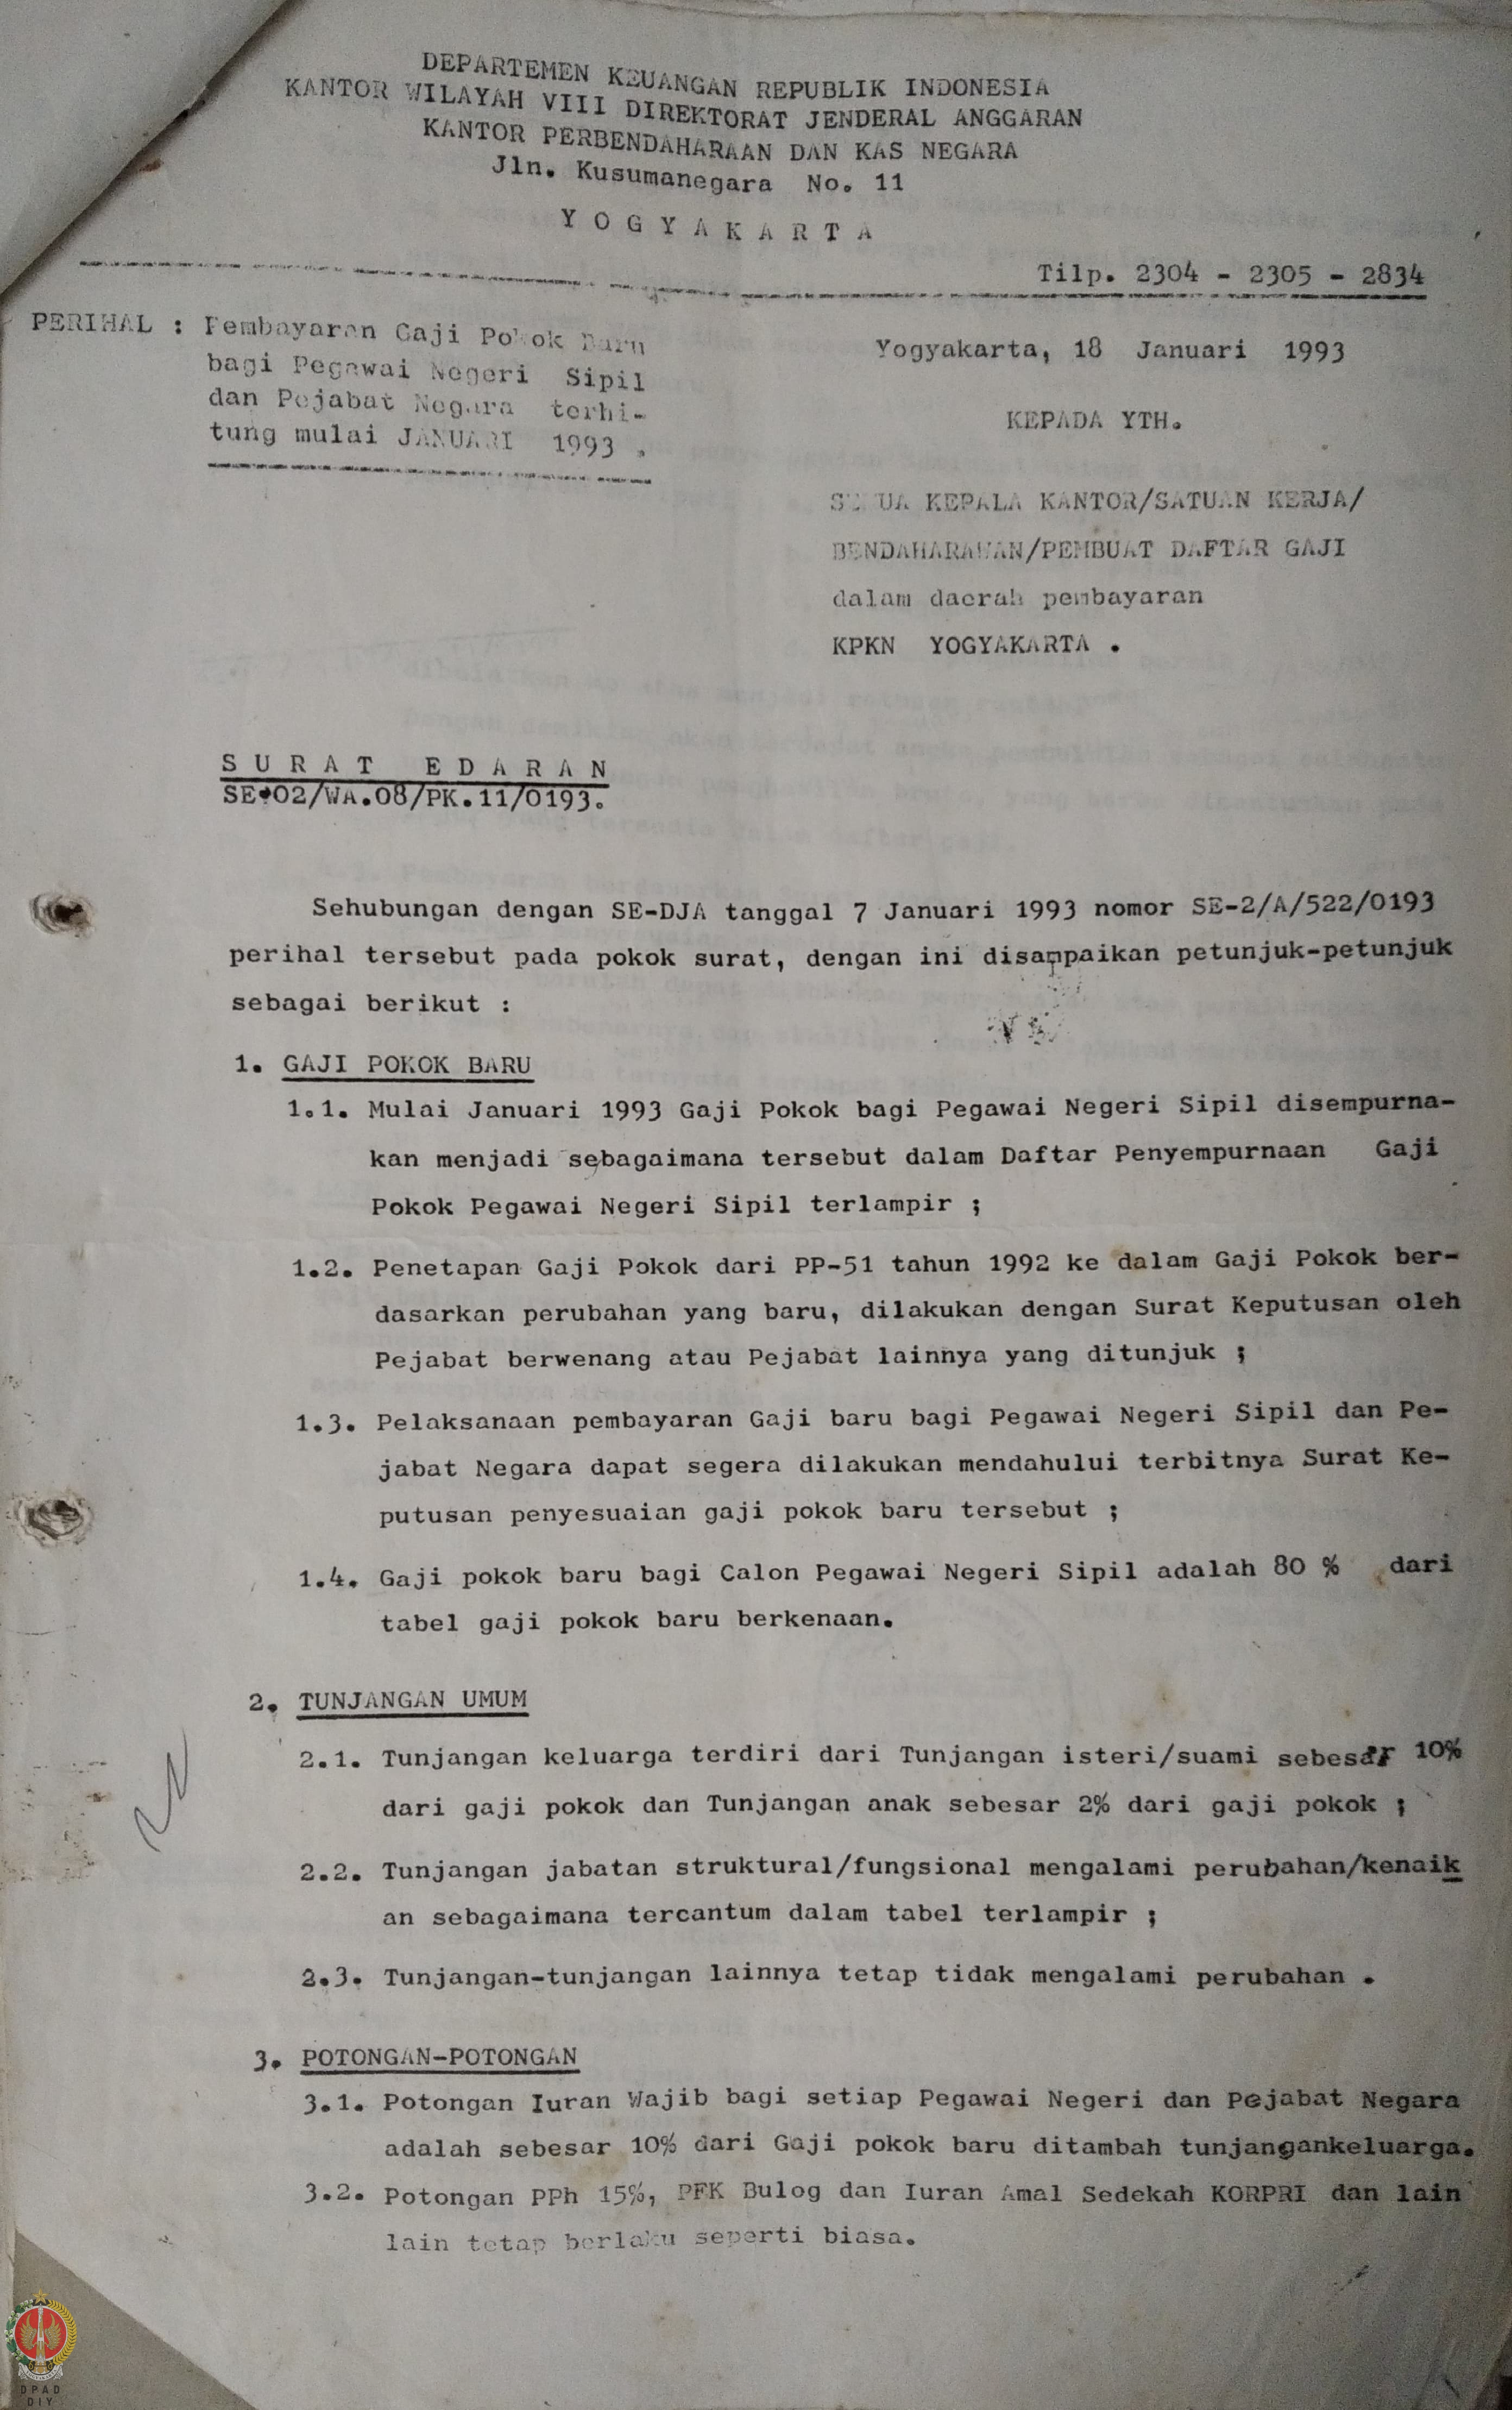 DEPARTEMEN KEUANGAN REPUBLIK INDONESIA
KANTOR WILAYAH VIII DIREKTORAT JENDERAL ANGGARAN
KANTOR PERBENDAHARAAN DAN KAS NEGARA
Jln. Kusumanegara No. 11
Y O G Y A K A R T A
Tilp. 2304 - 2305 - 2834
PERIHAL : Pembayaran Gaji Pokok Baru
bagi Pegawai Negeri Sipil
dan Pejabat Negara terhi-
tung mulai JANUARI 1993 .
Yogyakarta, 18 Januari 1993
KEPADA YTH.
SEMUA KEPALA KANTOR/SATUAN KERJA/
BENDAHARAWAN/PEMBUAT DAFTAR GAJI
dalam daerah pembayaran
KPKN YOGYAKARTA .
S U R A T E D A R A N
SE.02/WA.08/PK.11/0193.
Sehubungan dengan SE-DJA tanggal 7 Januari 1993 nomor SE-2/A/522/0193
perihal tersebut pada pokok surat, dengan ini disampaikan petunjuk-petunjuk
sebagai berikut :
1. GAJI POKOK BARU
1.1. Mulai Januari 1993 Gaji Pokok bagi Pegawai Negeri Sipil disempurna-
kan menjadi sebagaimana tersebut dalam Daftar Penyempurnaan Gaji
Pokok Pegawai Negeri Sipil terlampir ;
1.2. Penetapan Gaji Pokok dari PP-51 tahun 1992 ke dalam Gaji Pokok ber-
dasarkan perubahan yang baru, dilakukan dengan Surat Keputusan oleh
Pejabat berwenang atau Pejabat lainnya yang ditunjuk ;
1.3. Pelaksanaan pembayaran Gaji baru bagi Pegawai Negeri Sipil dan Pe-
jabat Negara dapat segera dilakukan mendahului terbitnya Surat Ke-
putusan penyesuaian gaji pokok baru tersebut ;
1.4. Gaji pokok baru bagi Calon Pegawai Negeri Sipil adalah 80 % dari
tabel gaji pokok baru berkenaan.
2. TUNJANGAN UMUM
2.1. Tunjangan keluarga terdiri dari Tunjangan isteri/suami sebesar 10%
dari gaji pokok dan Tunjangan anak sebesar 2% dari gaji pokok ;
2.2. Tunjangan jabatan struktural/fungsional mengalami perubahan/kenaik
an sebagaimana tercantum dalam tabel terlampir ;
2.3. Tunjangan-tunjangan lainnya tetap tidak mengalami perubahan .
3. POTONGAN-POTONGAN
3.1. Potongan Iuran Wajib bagi setiap Pegawai Negeri dan Pejabat Negara
adalah sebesar 10% dari Gaji pokok baru ditambah tunjangankeluarga.
3.2. Potongan PPh 15%, PFK Bulog dan Iuran Amal Sedekah KORPRI dan lain
lain tetap berlaku seperti biasa.
DPAD
DIY